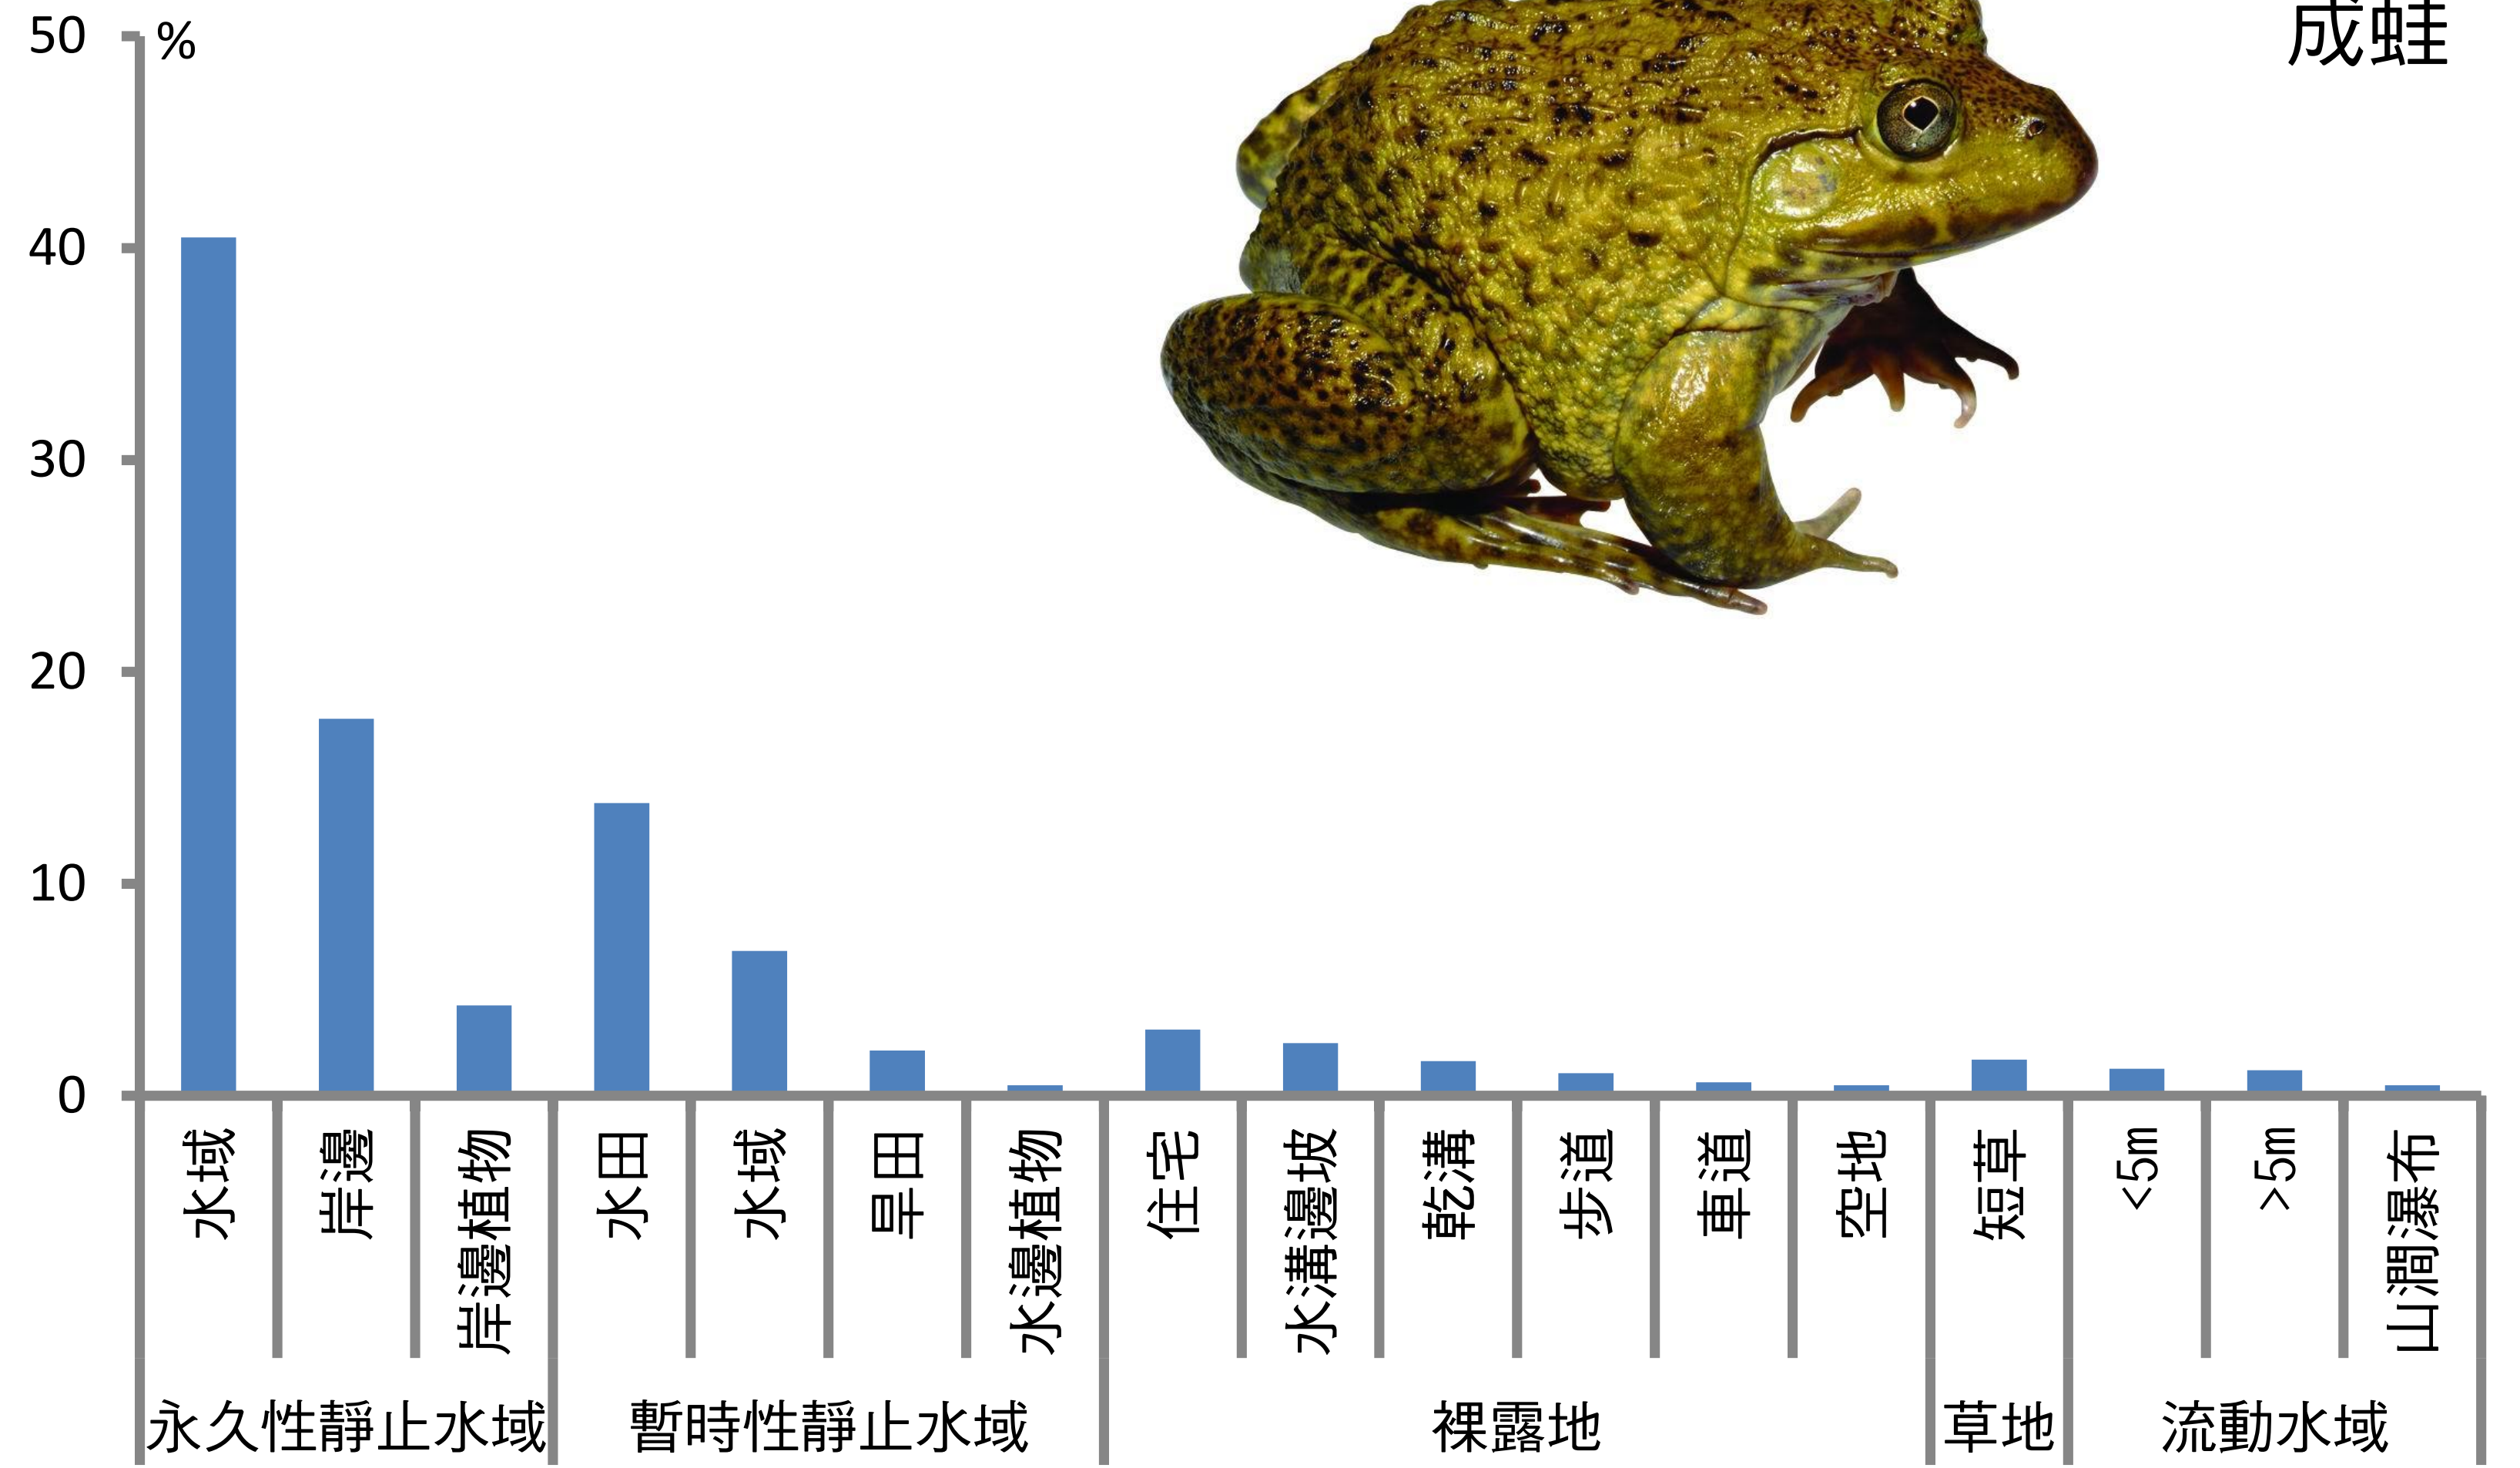 成蛙
%
50
40
30
20
10
0
水域
岸邊
岸邊植物
水田
水域
旱田
水邊植物
住宅
水溝邊坡
乾溝
步道
車道
空地
短草
<5m
>5m
山澗瀑布
永久性靜止水域
暫時性靜止水域
裸露地
草地
流動水域